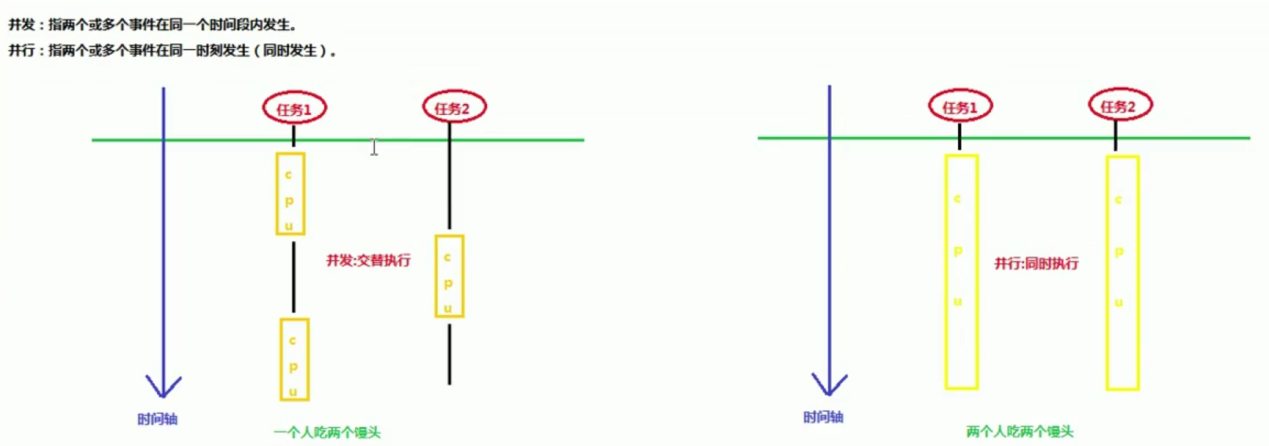 并发：指两个或多个事件在同一个时间段内发生。
并行：指两个或多个事件在同一时刻发生（同时发生）。
任务1
任务2
c
p
u
并发:交替执行
c
p
u
c
p
u
时间轴
一个人吃两个馒头
任务1
任务2
c
p
u
c
p
u
并行:同时执行
时间轴
两个人吃两个馒头